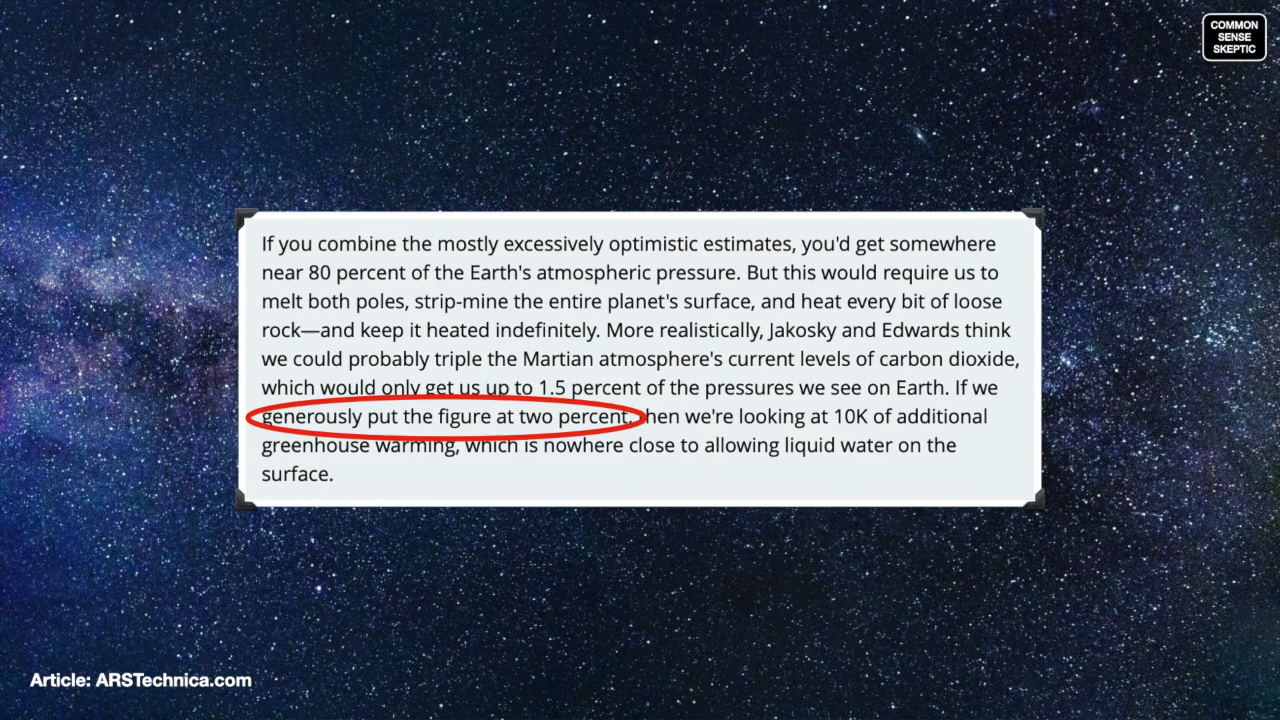 COMMON
SENSE
SKEPTIC
If you combine the mostly excessively optimistic estimates, you'd get somewhere
near 80 percent of the Earth's atmospheric pressure. But this would require us to
melt both poles, strip-mine the entire planet's surface, and heat every bit of loose
rock—and keep it heated indefinitely. More realistically, Jakosky and Edwards think
we could probably triple the Martian atmosphere's current levels of carbon dioxide,
which would only get us up to 1.5 percent of the pressures we see on Earth. If we
generously put the figure at two percent, then we're looking at 10K of additional
greenhouse warming, which is nowhere close to allowing liquid water on the
surface.
Article: ARSTechnica.com